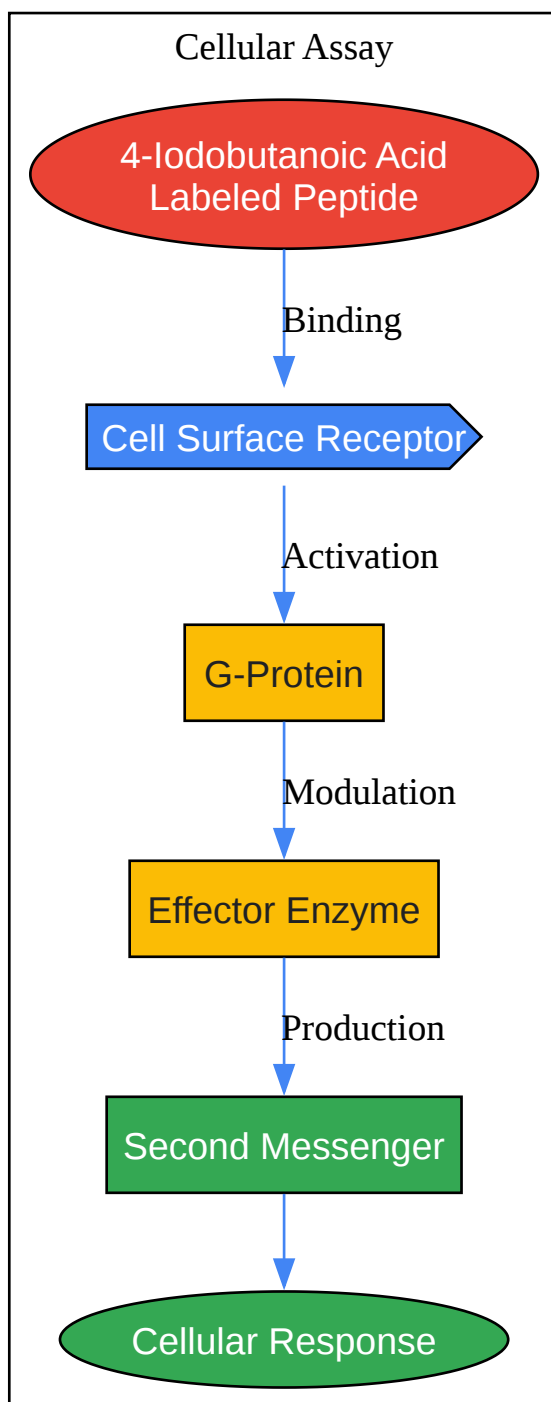 Cellular Assay
4-Iodobutanoic Acid
Labeled Peptide
Binding
Cell Surface Receptor
Activation
G-Protein
Modulation
Effector Enzyme
Production
Second Messenger
Cellular Response